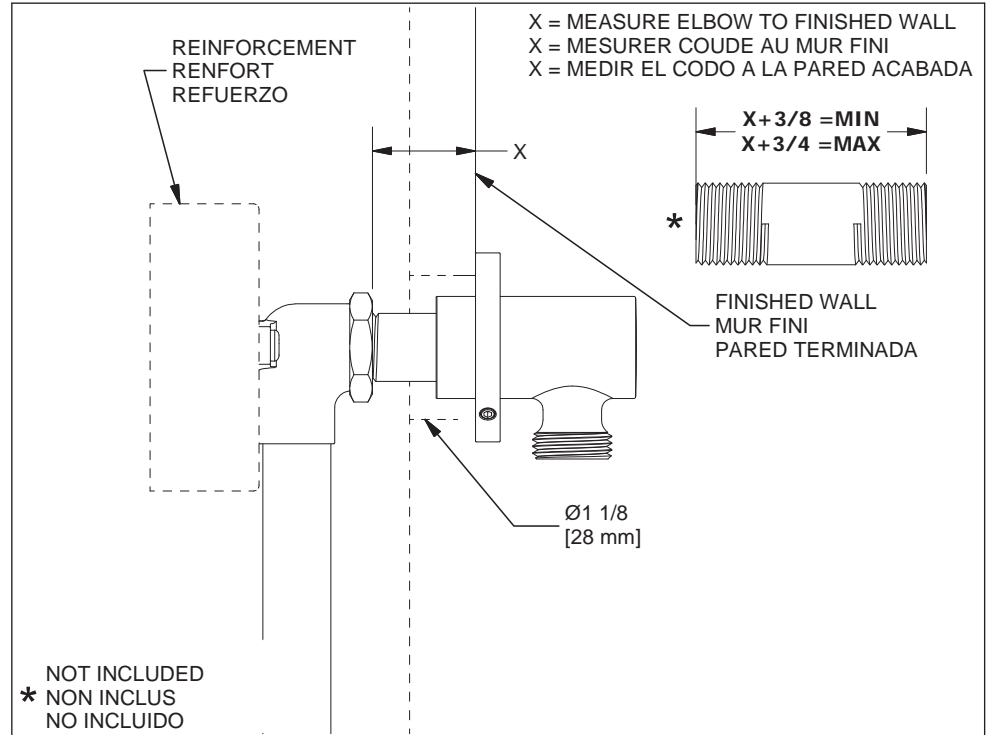 X = MEASURE ELBOW TO FINISHED WALL
X = MESURER COUDE AU MUR FINI
X = MEDIR EL CODO A LA PARED ACABADA
REINFORCEMENT
RENFORT
REFUERZO
X+3/8 =MIN
X+3/4 =MAX
X
*
FINISHED WALL
MUR FINI
PARED TERMINADA
Ø1 1/8
[28 mm]
NOT INCLUDED
* NON INCLUS
NO INCLUIDO